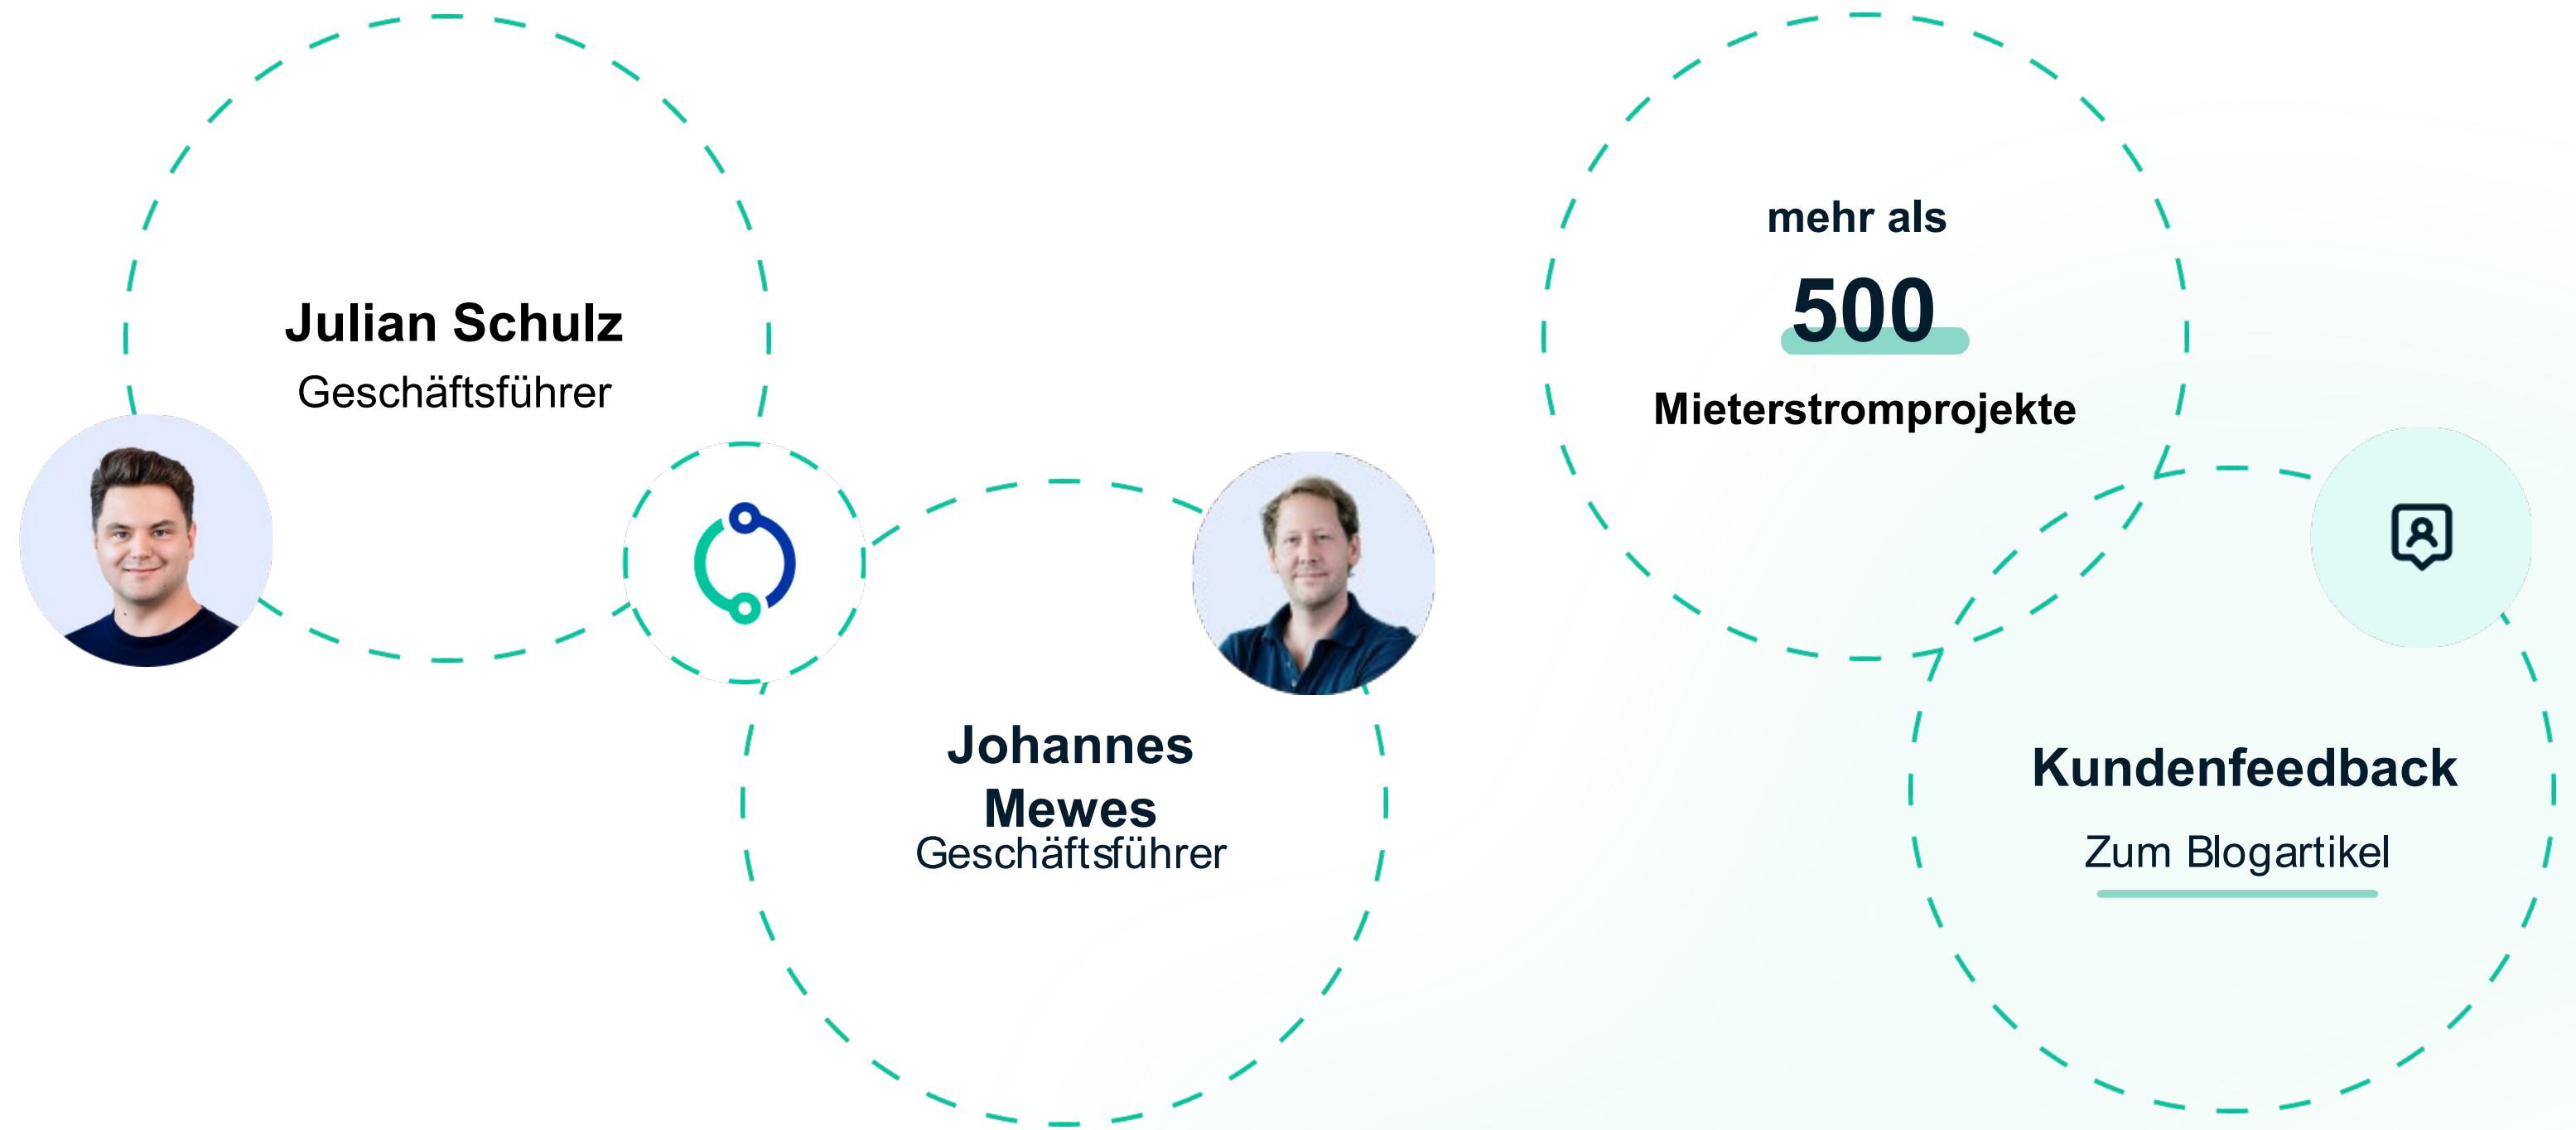 Julian Schulz
Geschäftsführer
Johannes
Mewes
Geschäftsführer
mehr als
500
Mieterstromprojekte
Kundenfeedback
Zum Blogartikel